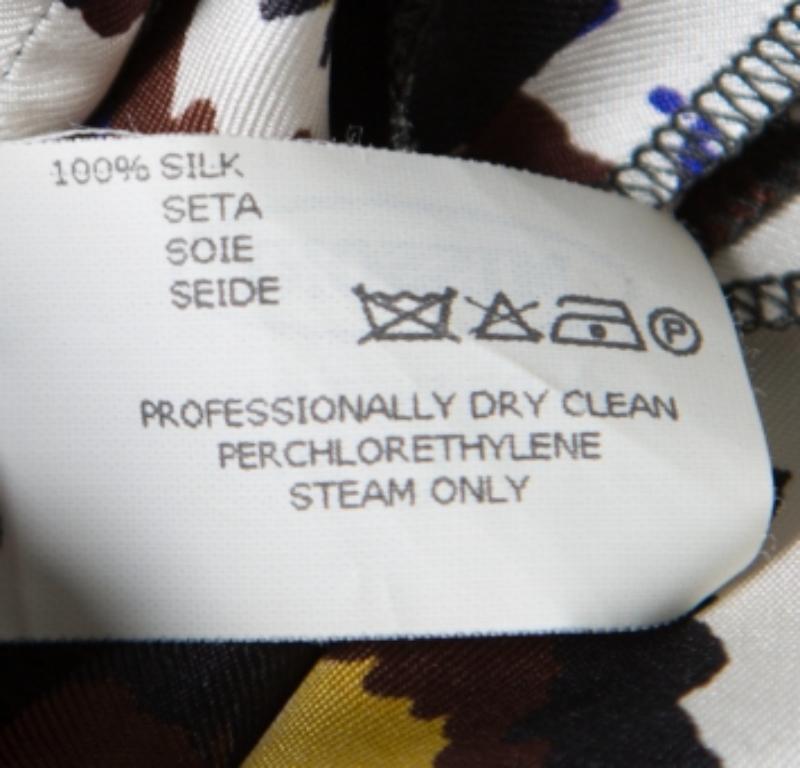 100% SILK
SETA
SOIE
SEIDE
P
PROFESSIONALLY DRY CLEAN
PERCHLORETHYLENE
STEAM ONLY